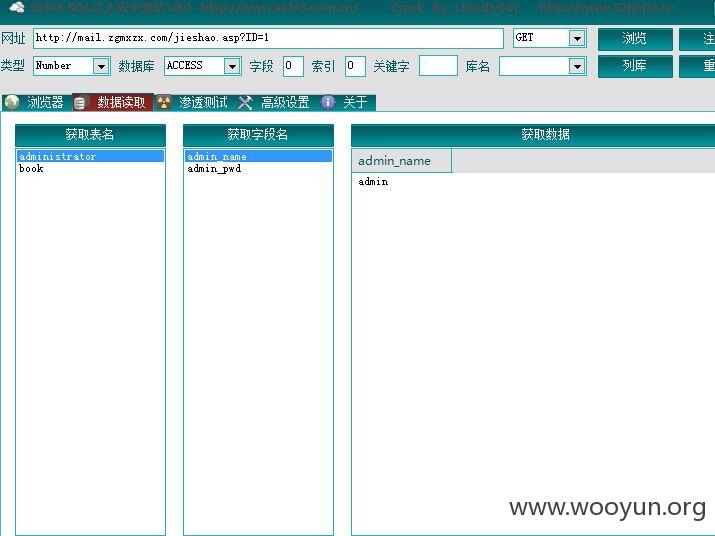 Safe3 SQL注入安全测试 v9.0--http://www.safe3.com.cn/ Crack By Lkou[LCG] http://www.52pojie.cn
网址 http://mail.zgmxzx.com/jieshao.asp?ID=1 GET 浏览 注
类型 Number 数据库 ACCESS 字段 0 索引 0 关键字 库名 列库 重
浏览器 数据读取 渗透测试 高级设置 关于
获取表名 获取字段名 获取数据
administrator admin_name admin_name
book admin_pwd
admin
www.wooyun.org